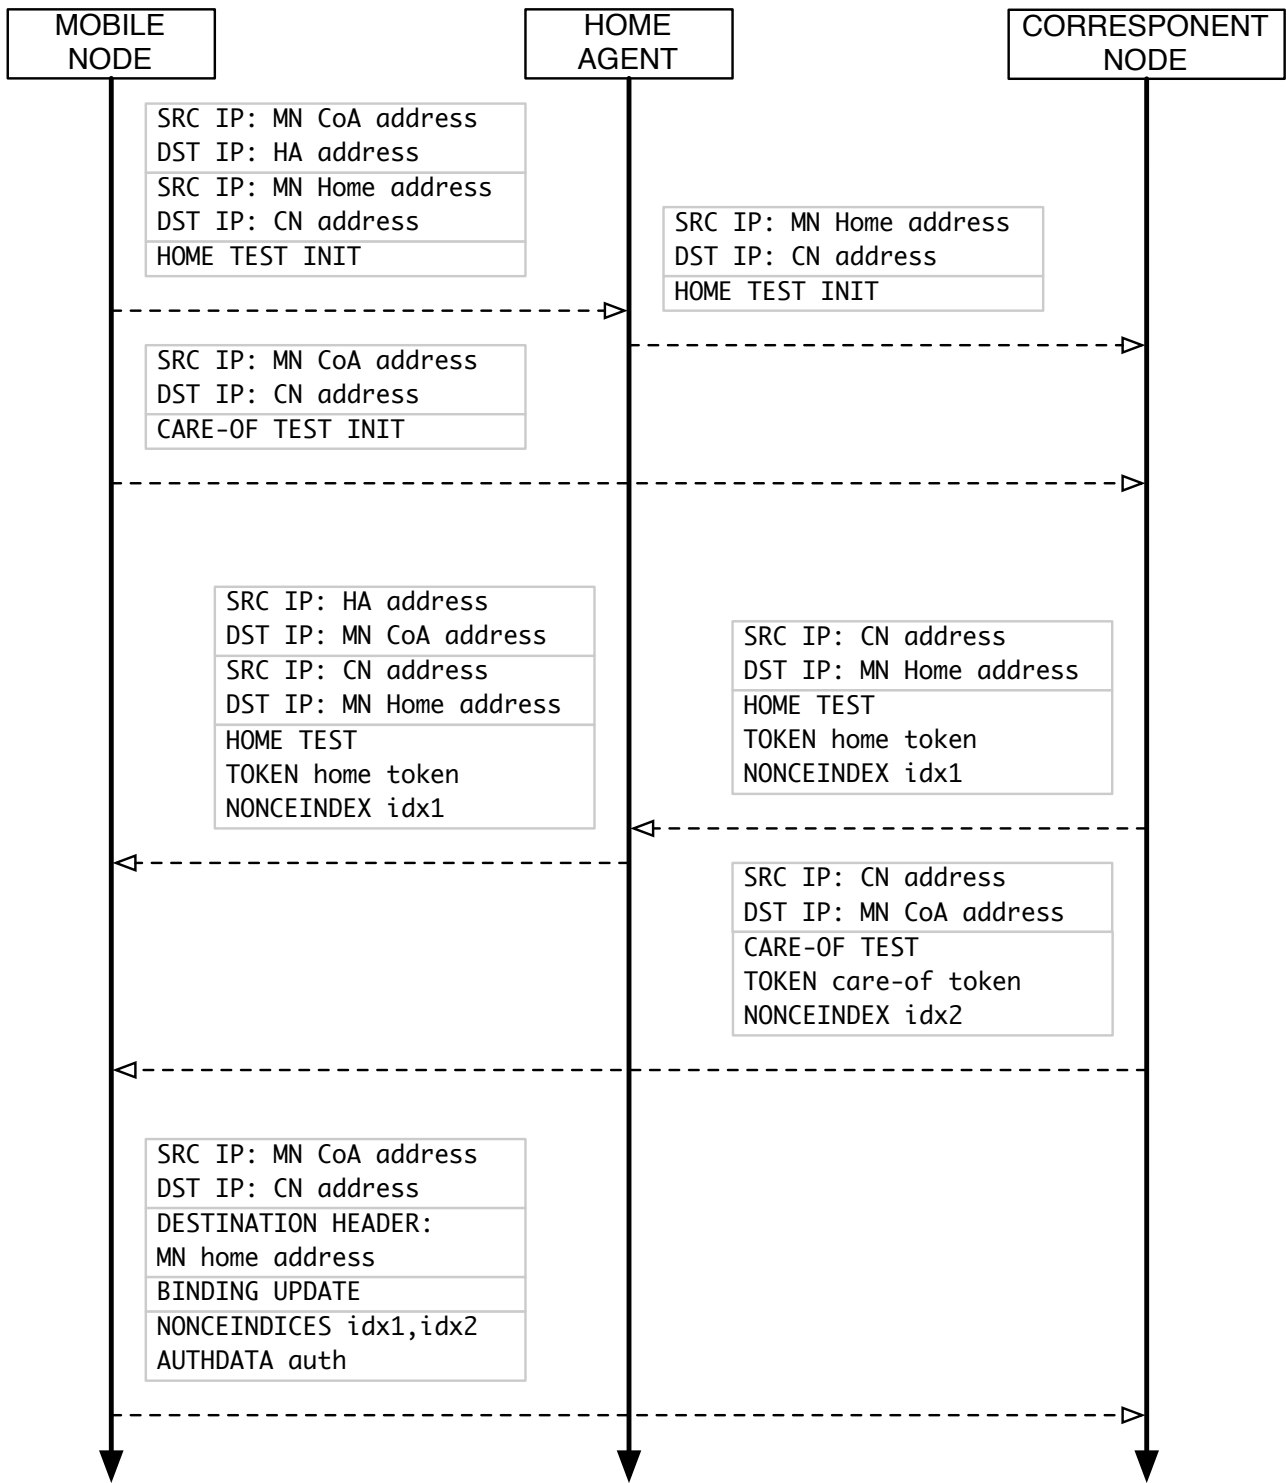 MOBILE
NODE
HOME
AGENT
CORRESPONENT
NODE
SRC IP: MN CoA address
DST IP: HA address
SRC IP: MN Home address
DST IP: CN address
HOME TEST INIT
SRC IP: MN Home address
DST IP: CN address
HOME TEST INIT
SRC IP: MN CoA address
DST IP: CN address
CARE-OF TEST INIT
SRC IP: HA address
DST IP: MN CoA address
SRC IP: CN address
DST IP: MN Home address
HOME TEST
TOKEN home token
NONCEINDEX idx1
SRC IP: CN address
DST IP: MN Home address
HOME TEST
TOKEN home token
NONCEINDEX idx1
SRC IP: CN address
DST IP: MN CoA address
CARE-OF TEST
TOKEN care-of token
NONCEINDEX idx2
SRC IP: MN CoA address
DST IP: CN address
DESTINATION HEADER:
MN home address
BINDING UPDATE
NONCEINDICES idx1,idx2
AUTHDATA auth